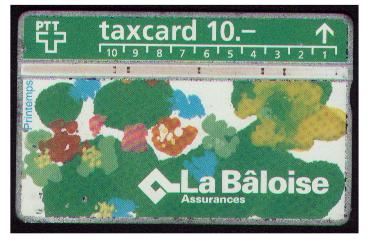 PTT
taxcard 10.–
10 9 8 7 6 5 4 3 2 1
Printemps
La Bâloise
Assurances